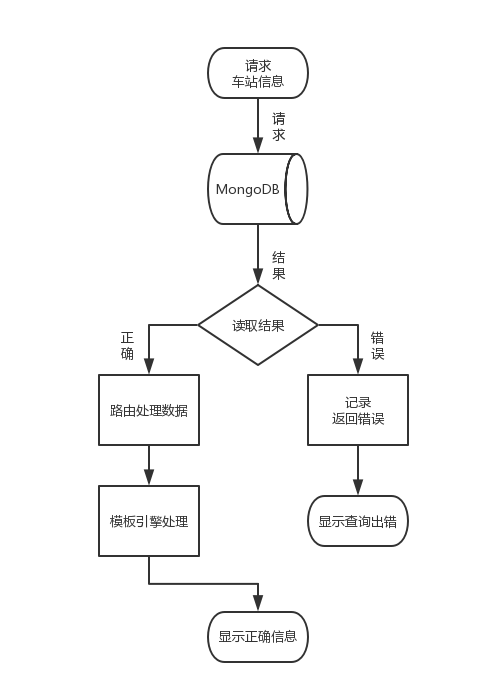 请求
车站信息
请
求
MongoDB
结
果
读取结果
正
确
错
误
路由处理数据
记录
返回错误
模板引擎处理
显示查询出错
显示正确信息